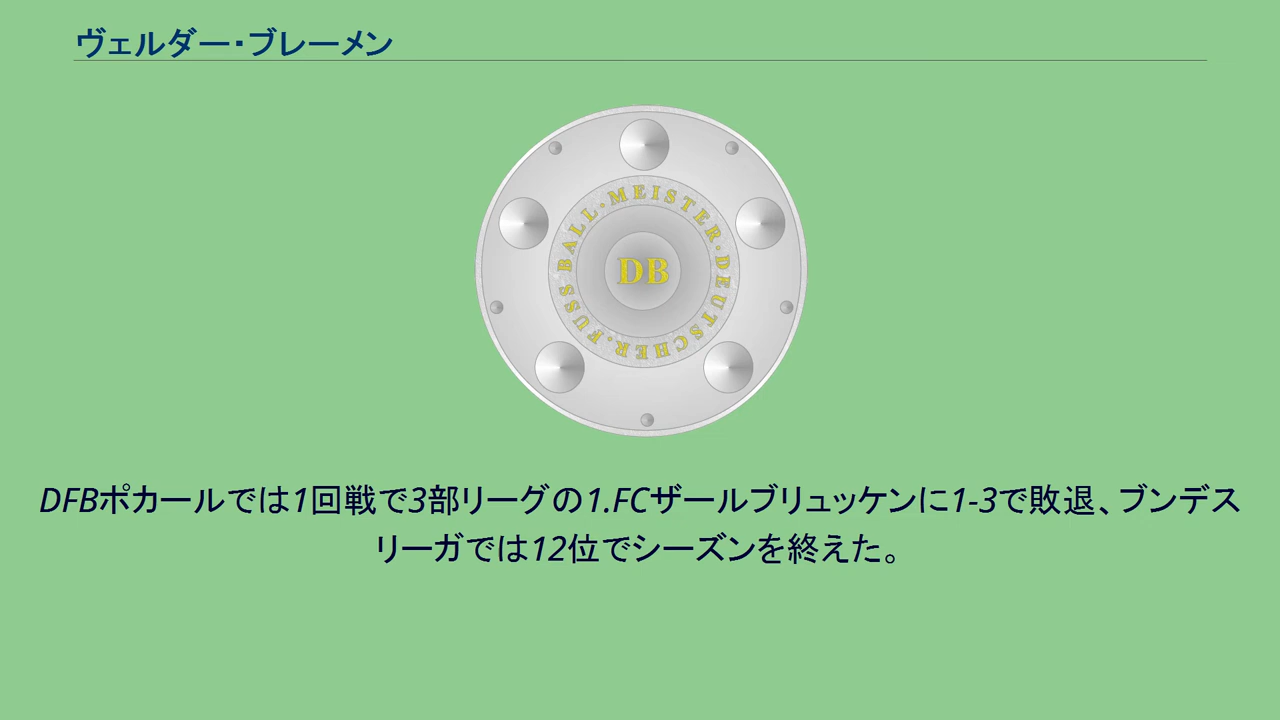 ヴェルダー・ブレーメン
MEISTER·DEUTSCHER·FUSSBALL·
DB
DFBポカールでは1回戦で3部リーグの1.FCザールブリュッケンに1-3で敗退、ブンデス
リーガでは12位でシーズンを終えた。